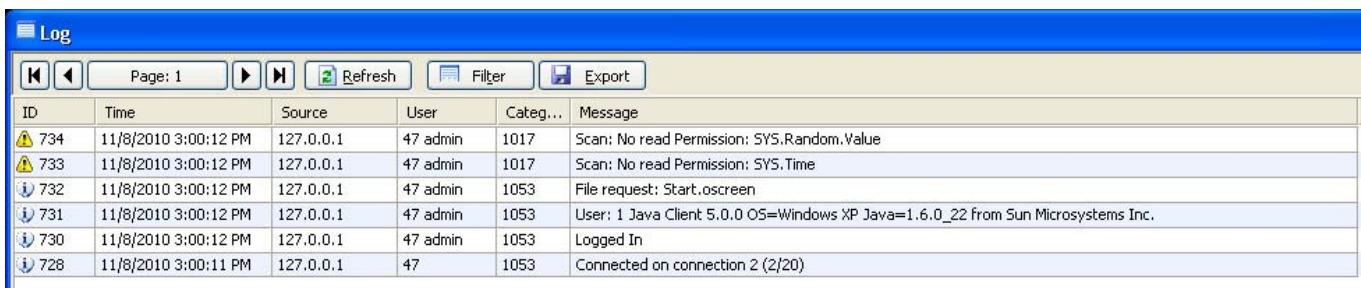 Log
Page: 1 Refresh Filter Export
ID Time Source User Categ... Message
734 11/8/2010 3:00:12 PM 127.0.0.1 47 admin 1017 Scan: No read Permission: SYS.Random.Value
733 11/8/2010 3:00:12 PM 127.0.0.1 47 admin 1017 Scan: No read Permission: SYS.Time
732 11/8/2010 3:00:12 PM 127.0.0.1 47 admin 1053 File request: Start.oscreen
731 11/8/2010 3:00:12 PM 127.0.0.1 47 admin 1053 User: 1 Java Client 5.0.0 OS=Windows XP Java=1.6.0_22 from Sun Microsystems Inc.
730 11/8/2010 3:00:12 PM 127.0.0.1 47 admin 1053 Logged In
728 11/8/2010 3:00:11 PM 127.0.0.1 47 1053 Connected on connection 2 (2/20)